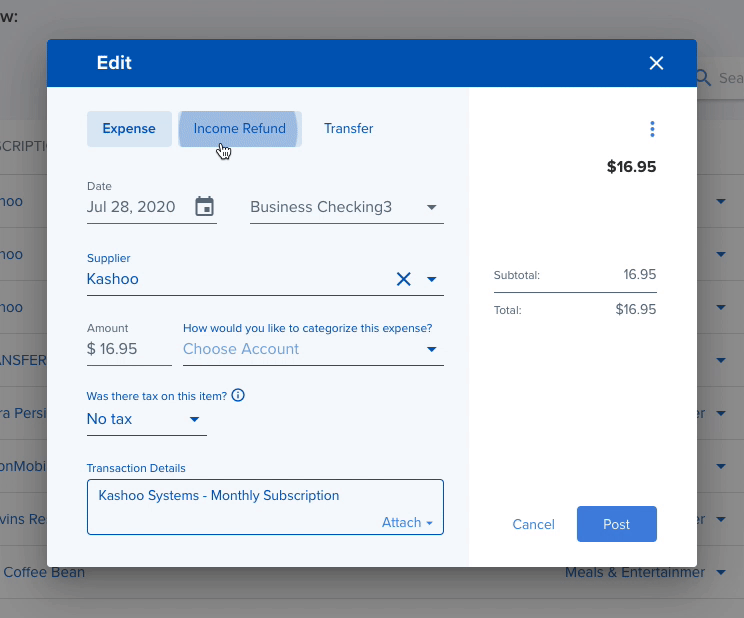 w:
Edit
Sea
Expense
Income Refund
Transfer
$16.95
Date
Jul 28, 2020
Business Checking3
Supplier
Kashoo
Subtotal: 16.95
Total: $16.95
Amount
How would you like to categorize this expense?
$ 16.95
Choose Account
Was there tax on this item?
No tax
Transaction Details
Kashoo Systems - Monthly Subscription
Attach
Cancel
Post
SCRIPTI
hoo
hoo
hoo
ANSFER
ra Persi
er
onMobi
vins Re
er
Coffee Bean
Meals & Entertainmer